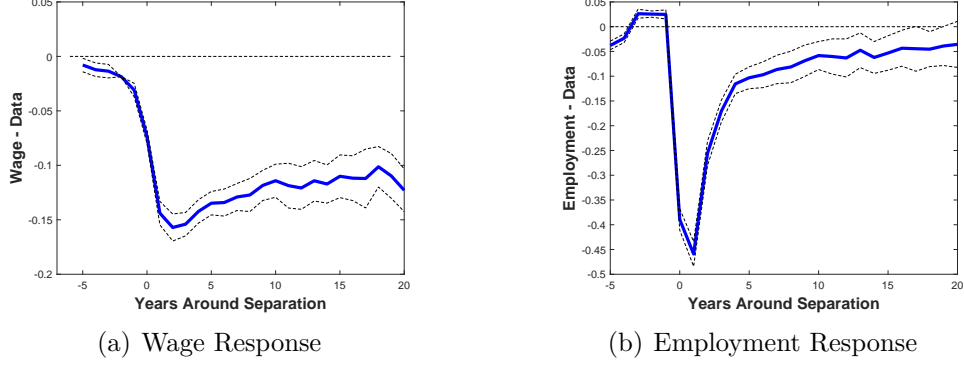 0.05
0
-0.05
-0.1
-0.15
-0.2
Wage - Data
-5 0 5 10 15 20
Years Around Separation
(a) Wage Response
0.05
0
-0.05
-0.1
-0.15
-0.2
-0.25
-0.3
-0.35
-0.4
-0.45
-0.5
Employment - Data
-5 0 5 10 15 20
Years Around Separation
(b) Employment Response